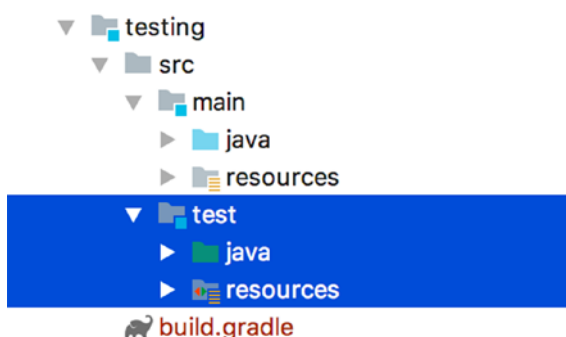 testing
src
main
java
resources
test
java
resources
build.gradle